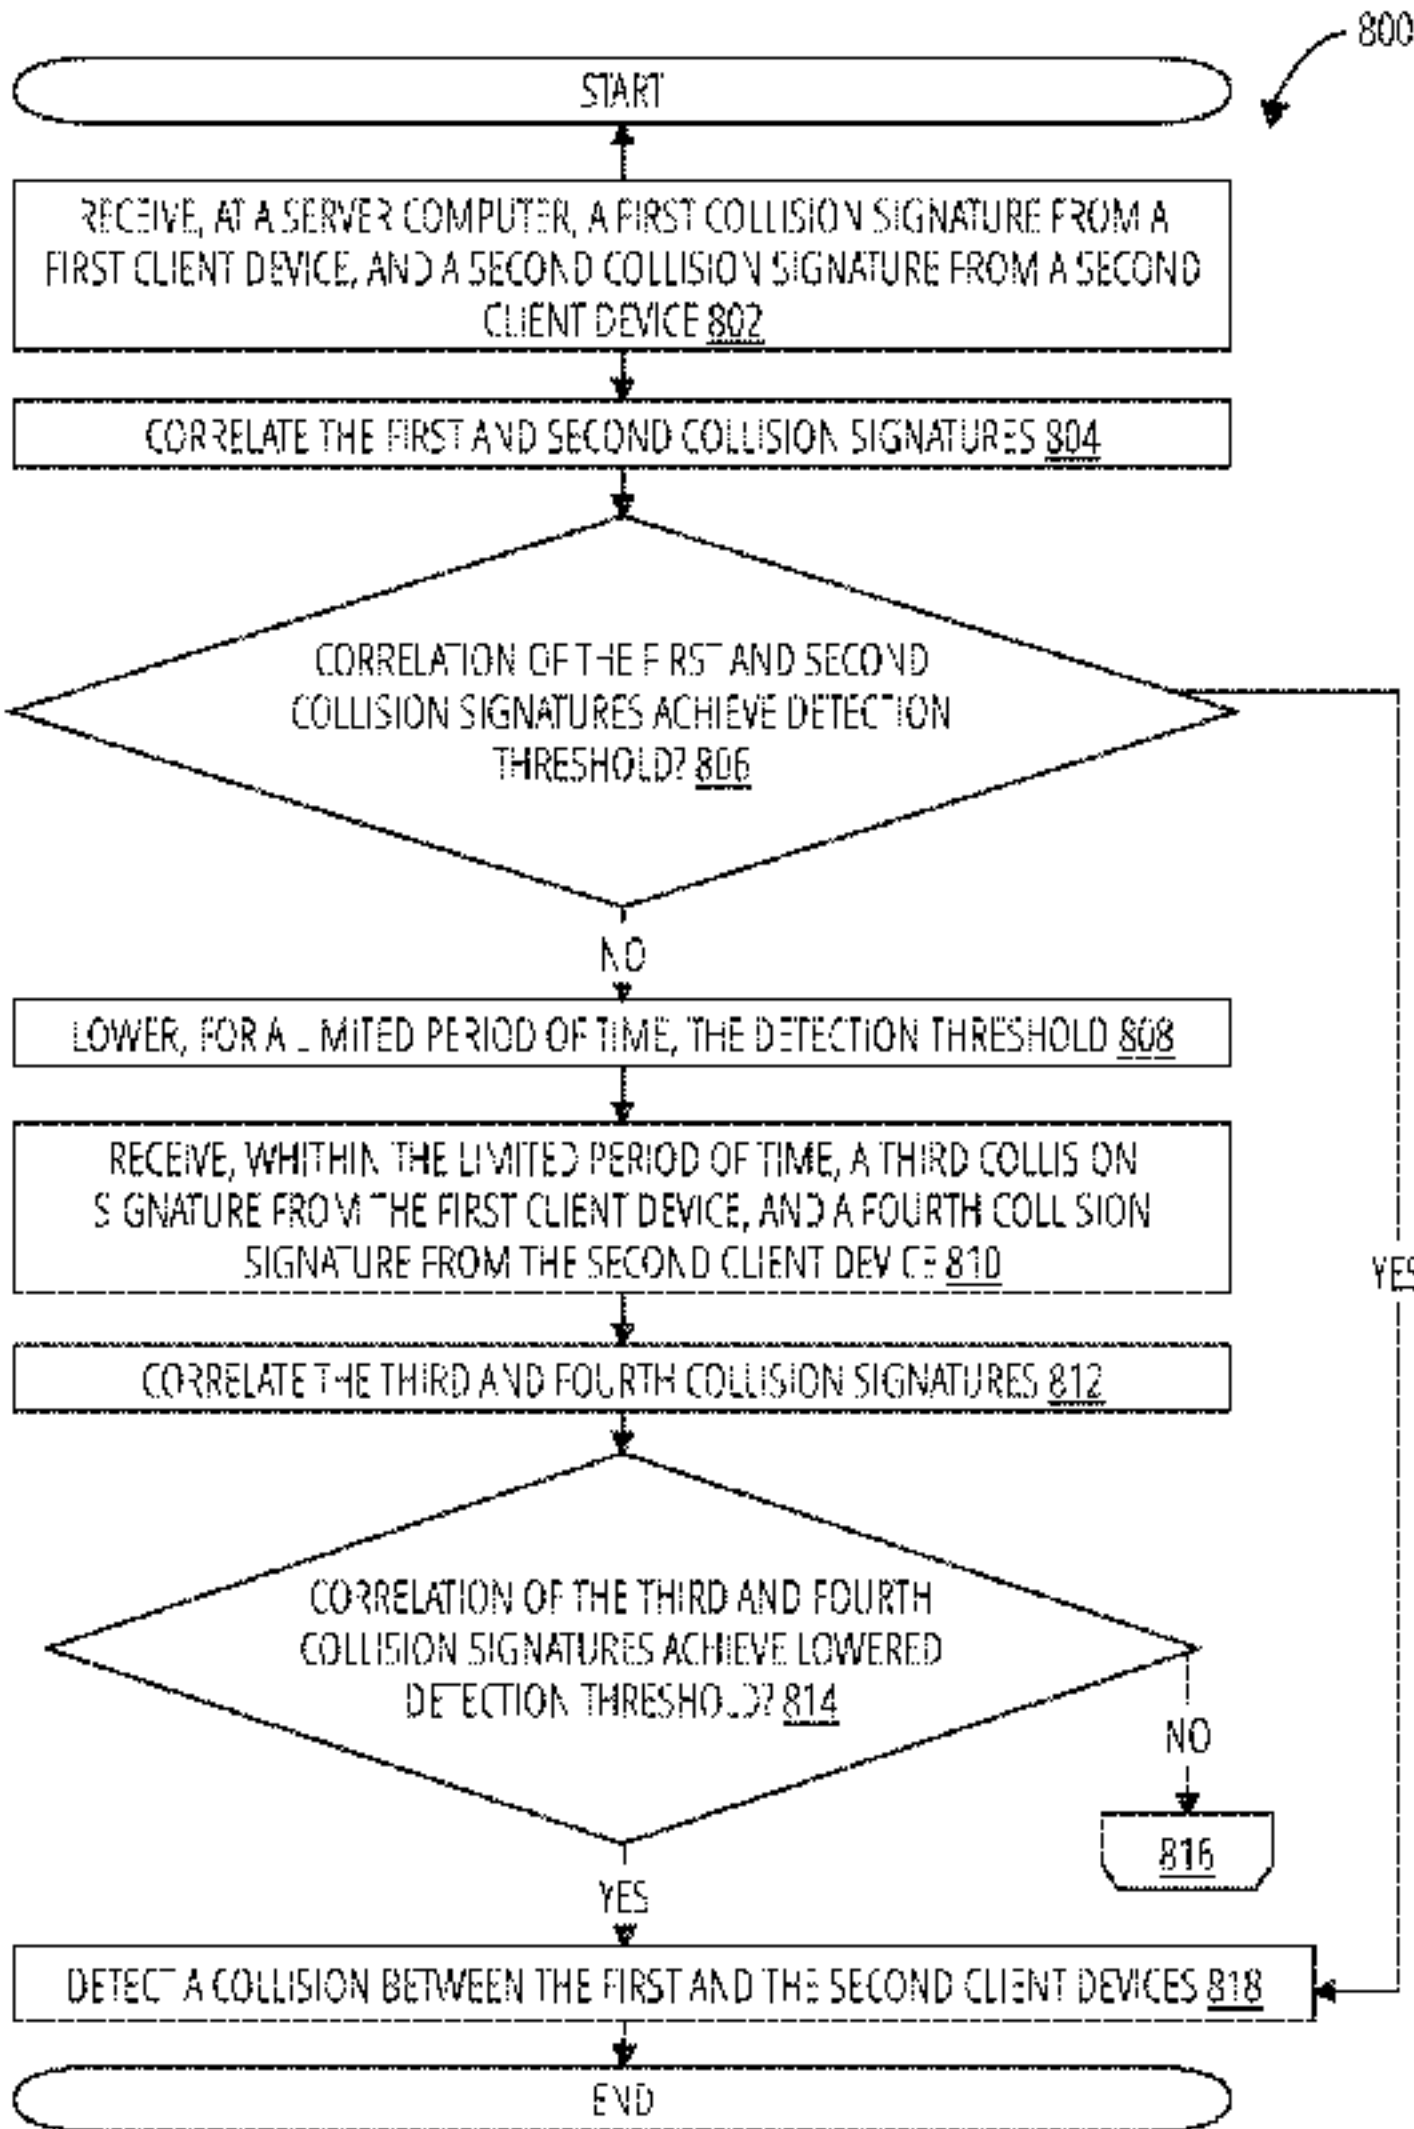 800
START
RECEIVE, AT A SERVER COMPUTER, A FIRST COLLISION SIGNATURE FROM A
FIRST CLIENT DEVICE, AND A SECOND COLLISION SIGNATURE FROM A SECOND
CLIENT DEVICE 802
CORRELATE THE FIRST AND SECOND COLLISION SIGNATURES 804
CORRELATION OF THE FIRST AND SECOND
COLLISION SIGNATURES ACHIEVE DETECTION
THRESHOLD? 806
NO
LOWER, FOR A LIMITED PERIOD OF TIME, THE DETECTION THRESHOLD 808
RECEIVE, WHITHIN THE LIMITED PERIOD OF TIME, A THIRD COLLISION
SIGNATURE FROM THE FIRST CLIENT DEVICE, AND A FOURTH COLLISION
SIGNATURE FROM THE SECOND CLIENT DEVICE 810
YES
CORRELATE THE THIRD AND FOURTH COLLISION SIGNATURES 812
CORRELATION OF THE THIRD AND FOURTH
COLLISION SIGNATURES ACHIEVE LOWERED
DETECTION THRESHOLD? 814
NO
816
YES
DETECT A COLLISION BETWEEN THE FIRST AND THE SECOND CLIENT DEVICES 818
END